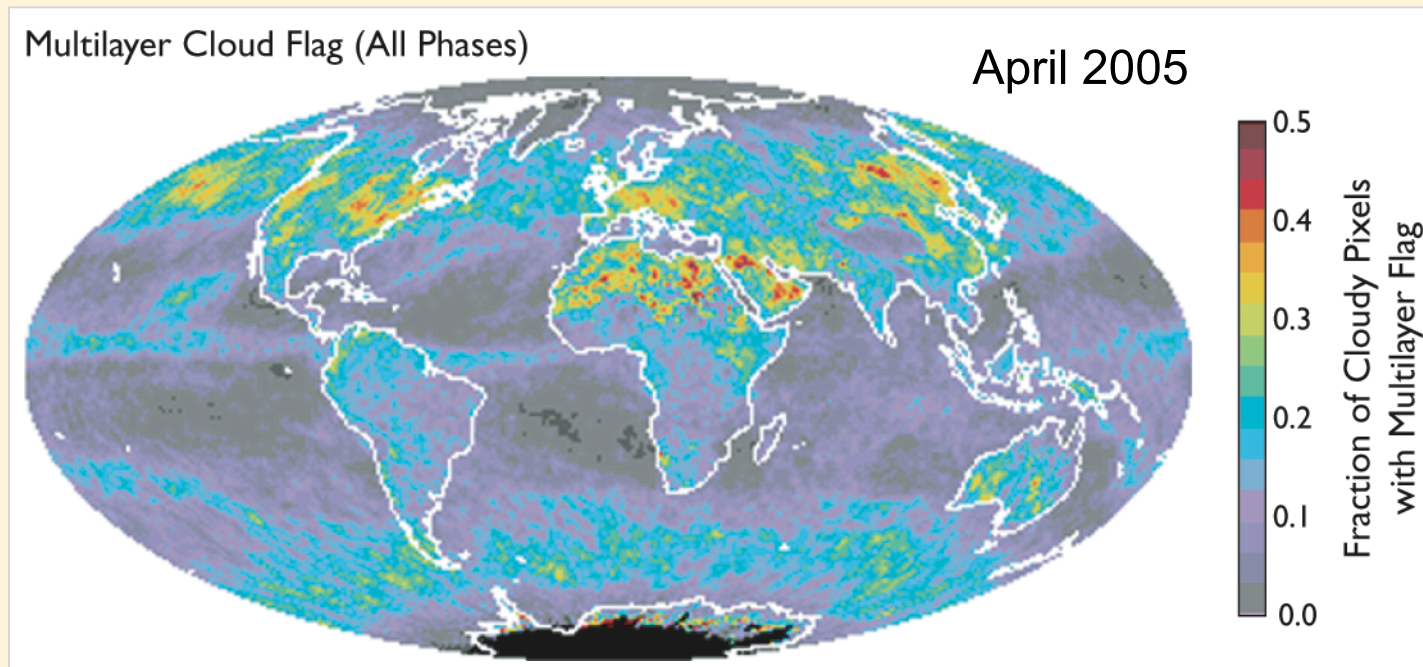 Multilayer Cloud Flag (All Phases)
April 2005
0.5
0.4
0.3
0.2
0.1
0.0
Fraction of Cloudy Pixels
with Multilayer Flag